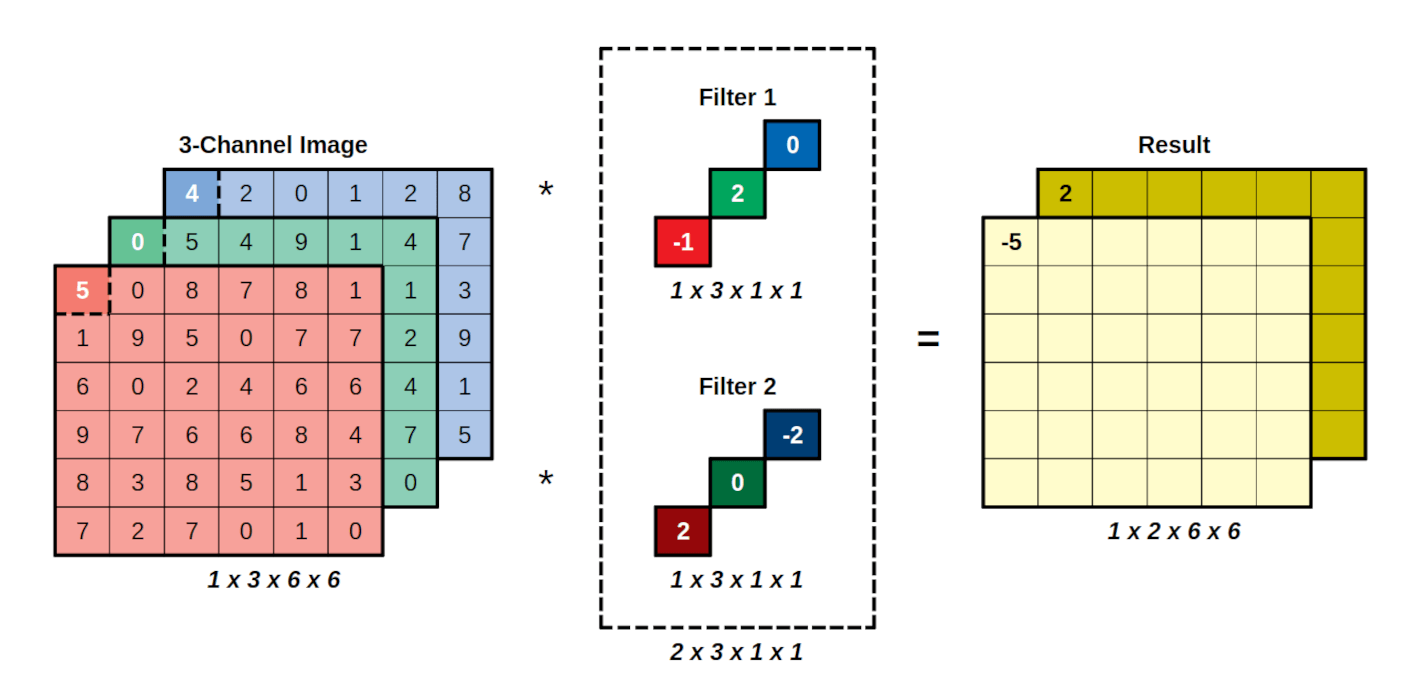 Filter 1
3-Channel Image
0
Result
4 2 0 1 2 8
*
2
2
0 5 4 9 1 4 7
-1
-5
5 0 8 7 8 1 1 3
1 x 3 x 1 x 1
1 9 5 0 7 7 2 9
=
6 0 2 4 6 6 4 1
Filter 2
9 7 6 6 8 4 7 5
-2
8 3 8 5 1 3 0
*
0
7 2 7 0 1 0
2
1 x 2 x 6 x 6
1 x 3 x 6 x 6
1 x 3 x 1 x 1
2 x 3 x 1 x 1